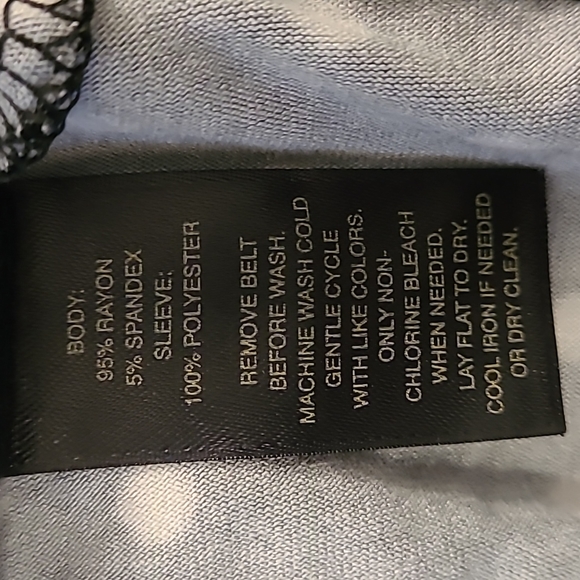 BODY:
95% RAYON
5% SPANDEX
SLEEVE:
100% POLYESTER
REMOVE BELT
BEFORE WASH.
MACHINE WASH COLD
GENTLE CYCLE
WITH LIKE COLORS.
ONLY NON-
CHLORINE BLEACH
WHEN NEEDED.
LAY FLAT TO DRY.
COOL IRON IF NEEDED
OR DRY CLEAN.